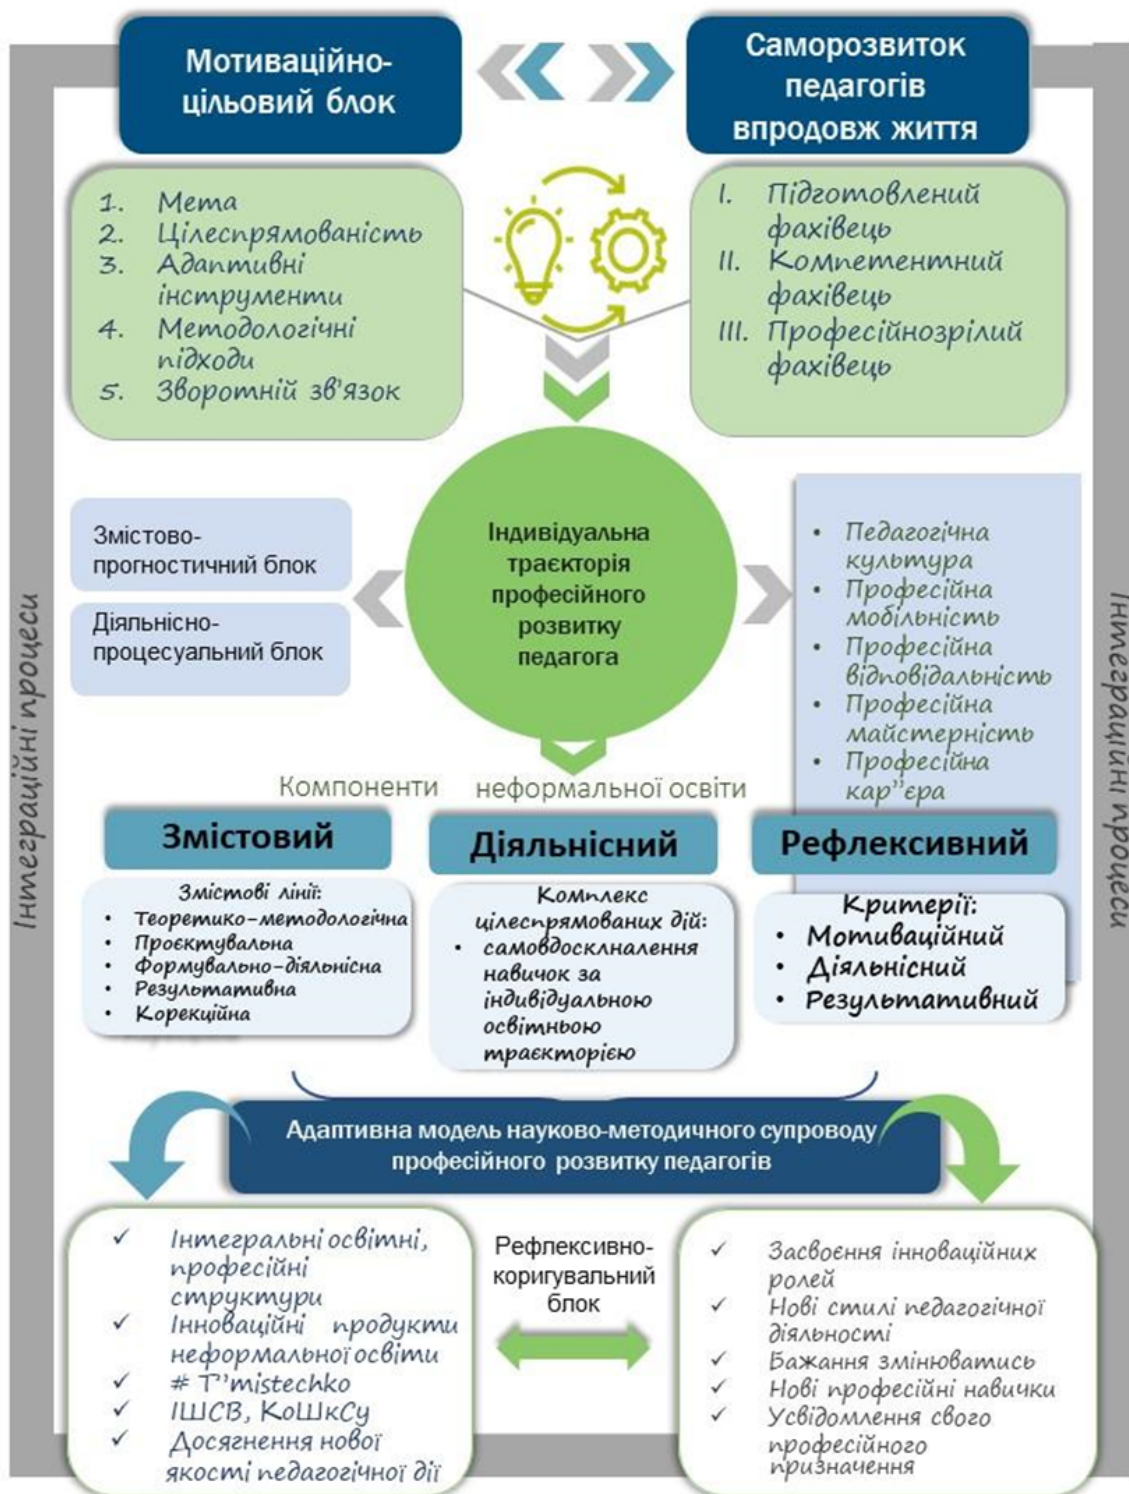 Мотиваційно-
цільовий блок
Саморозвиток
педагогів
впродовж життя
1. Мета
2. Цілеспрямованість
3. Адаптивні
інструменти
4. Методологічні
підходи
5. Зворотній зв'язок
I. Підготовлений
фахівець
II. Компетентний
фахівець
III. Професійнозрілий
фахівець
Інтеграційні процеси
Змістово-
прогностичний блок
Діяльнісно-
процесуальний блок
Індивідуальна
траєкторія
професійного
розвитку
педагога
• Педагогічна
культура
• Професійна
мобільність
• Професійна
відповідальність
• Професійна
майстерність
• Професійна
кар"єра
Інтеграційні процеси
Компоненти неформальної освіти
Змістовий
Діяльнісний
Рефлексивний
Змістові лінії:
• Теоретико-методологічна
• Проєктувальна
• Формувально-діяльнісна
• Результативна
• Корекційна
Комплекс
цілеспрямованих дій:
• самовдосклналення
навичок за
індивідуальною
освітньою
траєкторією
Критерії:
• Мотиваційний
• Діяльнісний
• Результативний
Адаптивна модель науково-методичного супроводу
професійного розвитку педагогів
✓ Інтегральні освітні,
професійні
структури
✓ Інноваційні продукти
неформальної освіти
✓ # T''mistechko
✓ ІШСВ, КоШкСу
✓ Досягнення нової
якості педагогічної дії
Рефлексивно-
коригувальний
блок
✓ Засвоєння інноваційних
ролей
✓ Нові стилі педагогічної
діяльності
✓ Бажання змінюватись
✓ Нові професійні навички
✓ Усвідомлення свого
професійного
призначення